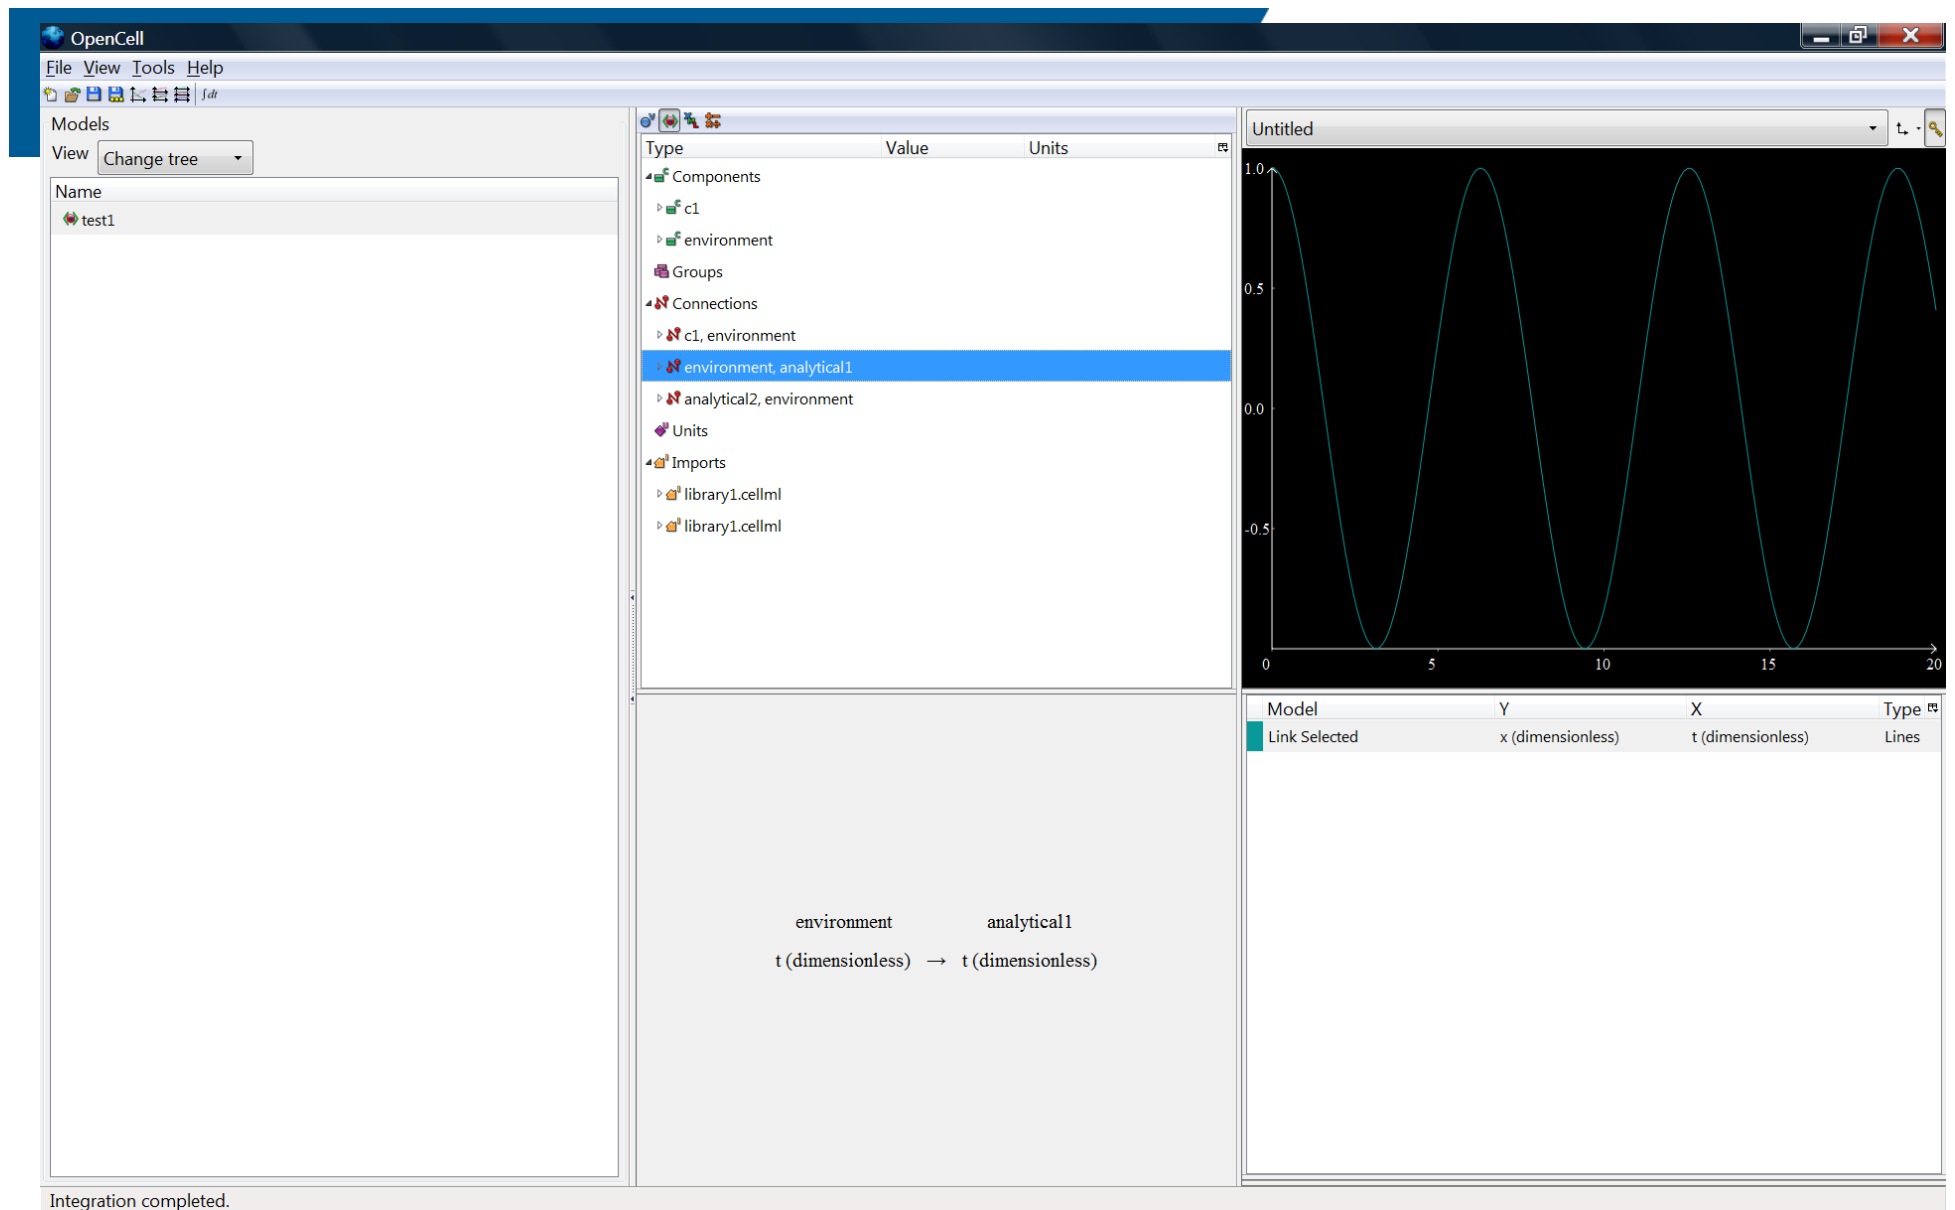 OpenCell
File View Tools Help
∫dt
Models
View Change tree
Name
test1
Type Value Units
Components
c1
environment
Groups
Connections
c1, environment
environment, analytical1
analytical2, environment
Units
Imports
library1.cellml
library1.cellml
environment analytical1
t (dimensionless) → t (dimensionless)
Untitled
1.0
0.5
0.0
-0.5
0 5 10 15 20
Model Y X Type
Link Selected x (dimensionless) t (dimensionless) Lines
Integration completed.